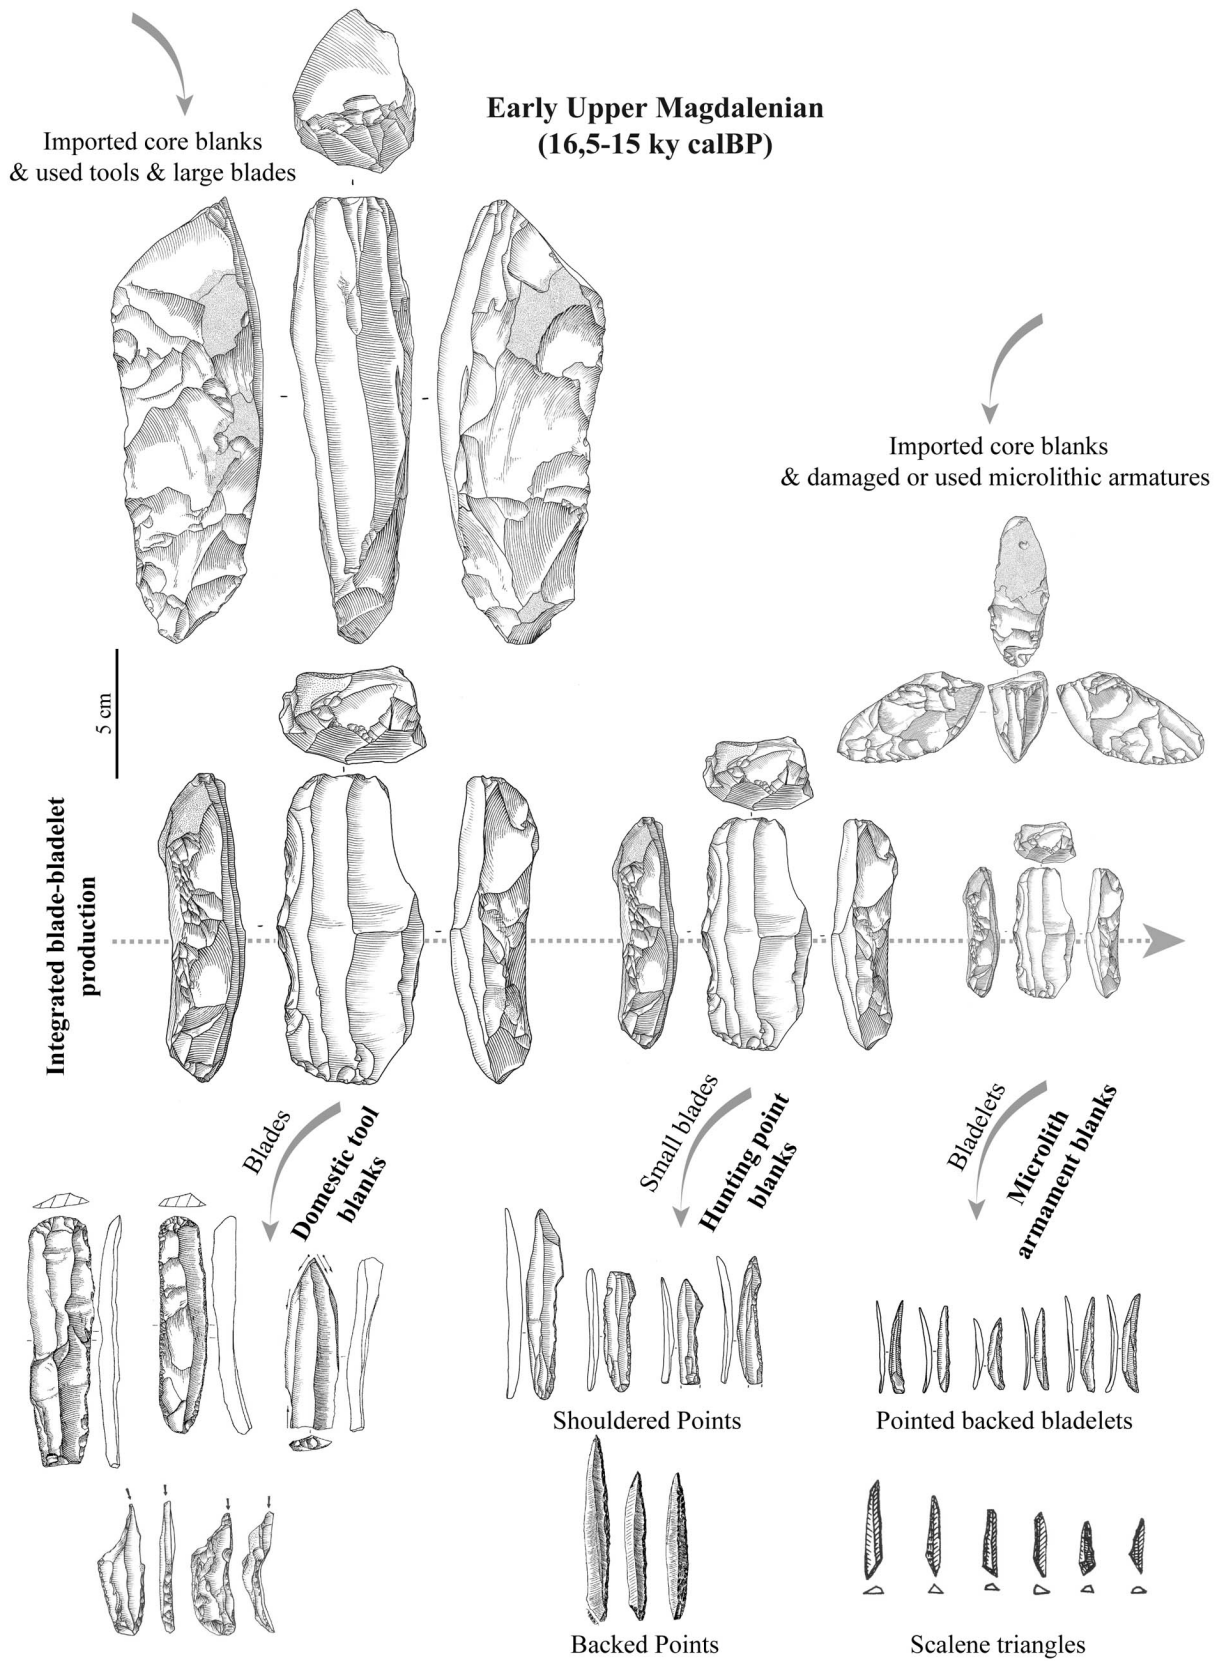 Early Upper Magdalenian
(16,5-15 ky calBP)
Imported core blanks
& used tools & large blades
Imported core blanks
& damaged or used microlithic armatures
5 cm
Integrated blade-bladelet
production
Blades
Domestic tool
blanks
Small blades
Hunting point
blanks
Bladelets
Microlith
armament blanks
Shouldered Points
Pointed backed bladelets
Backed Points
Scalene triangles